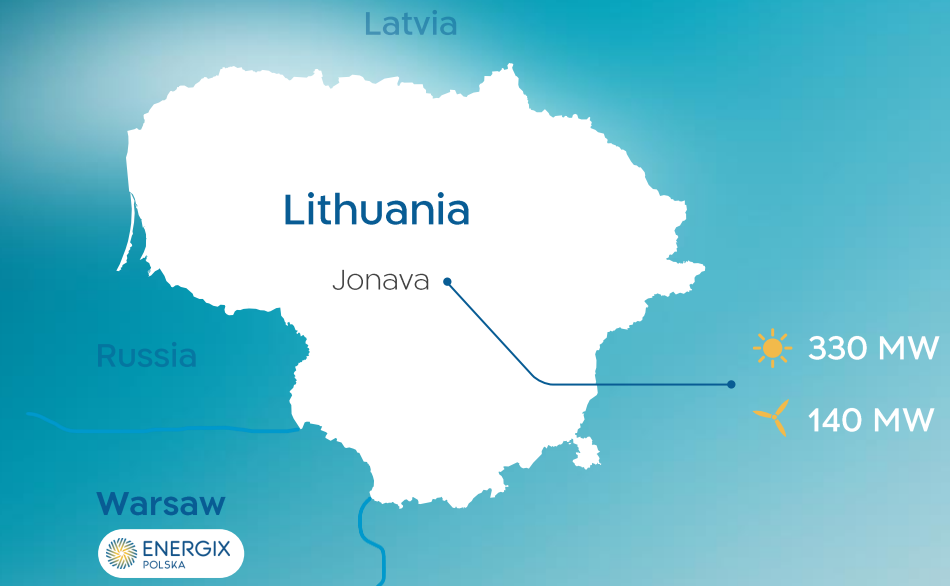 Latvia
Lithuania
Jonava
Russia
330 MW
140 MW
Warsaw
ENERGIX
POLSKA